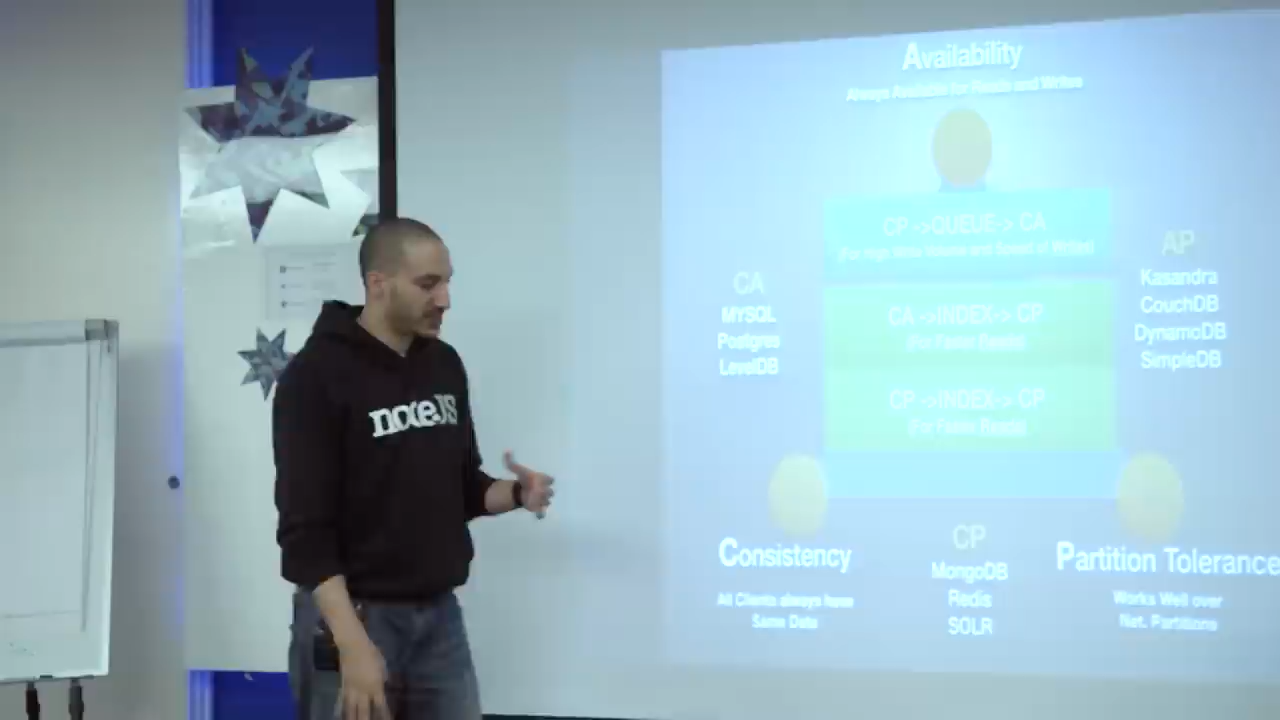 Availability
Always Available for Reads and Writes
CP ->QUEUE-> CA
(For High Write Volume and Speed of Writes)
CA ->INDEX-> CP
(For Faster Reads)
CP ->INDEX-> CP
(For Faster Reads)
CA
MYSQL
Postgres
LevelDB
AP
Kasandra
CouchDB
DynamoDB
SimpleDB
Consistency
All Clients always have
Same Data
CP
MongoDB
Redis
SOLR
Partition Tolerance
Works Well over
Net. Partitions
nodeJS